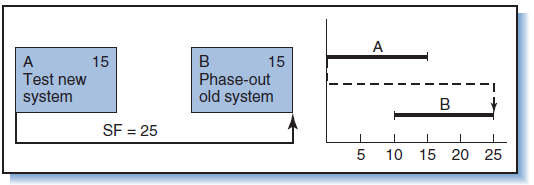 A 15
Test new
system
B 15
Phase-out
old system
SF = 25
A
B
5 10 15 20 25